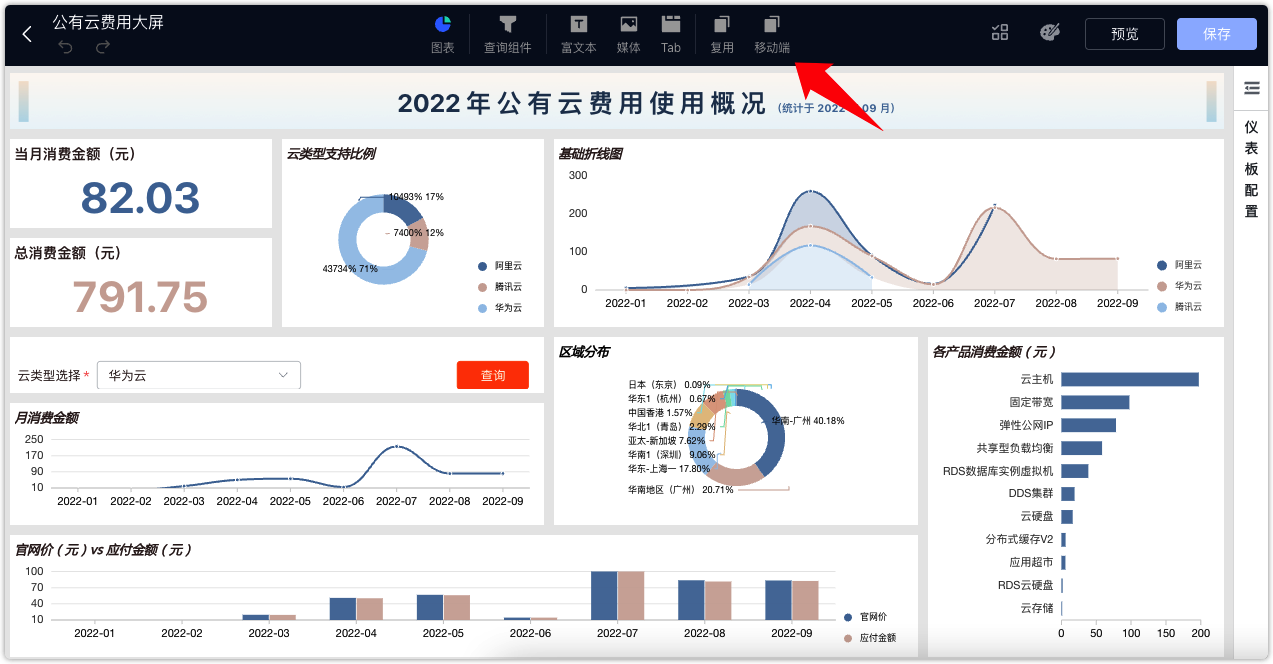 公有云费用大屏
图表 查询组件 富文本 媒体 Tab 复用 移动端
预览 保存
2022年公有云费用使用概况
仪表板配置
当月消费金额（元）
82.03
总消费金额（元）
791.75
云类型支持比例
10493% 17%
7400% 12%
43734% 71%
阿里云
腾讯云
华为云
基础折线图
300
200
100
0
2022-01 2022-02 2022-03 2022-04 2022-05 2022-06 2022-07 2022-08 2022-09
阿里云
华为云
腾讯云
云类型选择 * 华为云 查询
月消费金额
250
170
90
10
2022-01 2022-02 2022-03 2022-04 2022-05 2022-06 2022-07 2022-08 2022-09
区域分布
日本（东京） 0.09%
华东1（杭州） 0.67%
中国香港 1.57%
华北1（青岛） 2.29%
亚太-新加坡 7.62%
华南1（深圳） 9.06%
华东-上海一 17.80%
华南地区（广州） 20.71%
华南-广州 40.18%
各产品消费金额（元）
云主机
固定带宽
弹性公网IP
共享型负载均衡
RDS数据库实例虚拟机
DDS集群
云硬盘
分布式缓存V2
应用超市
RDS云硬盘
云存储
0 50 100 150 200
官网价（元）vs 应付金额（元）
100
70
40
10
2022-01 2022-02 2022-03 2022-04 2022-05 2022-06 2022-07 2022-08 2022-09
官网价
应付金额